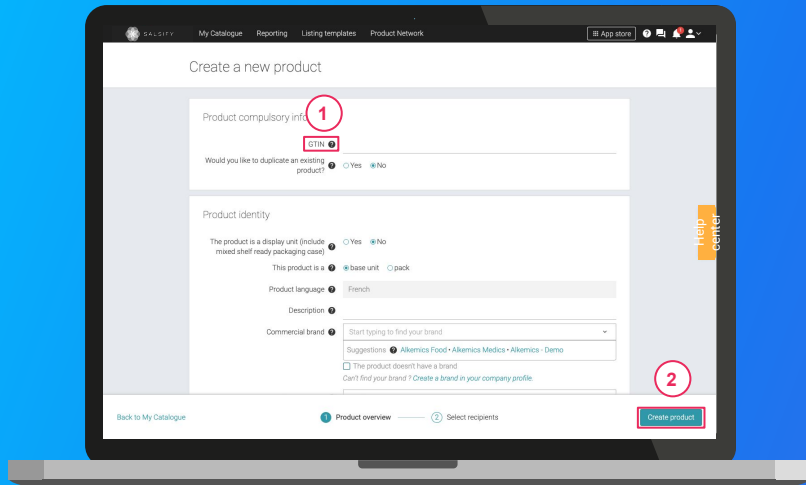 SALSIFY My Catalogue Reporting Listing templates Product Network App store
Create a new product
Product compulsory info
1
GTIN
Would you like to duplicate an existing
product? Yes No
Product identity
The product is a display unit (include
mixed shelf ready packaging case) Yes No
This product is a base unit pack
Product language French
Description
Commercial brand Start typing to find your brand
Suggestions Alkemics Food • Alkemics Medics • Alkemics - Demo
The product doesn't have a brand
Can't find your brand ? Create a brand in your company profile.
Help
center
2
Back to My Catalogue 1 Product overview 2 Select recipients Create product